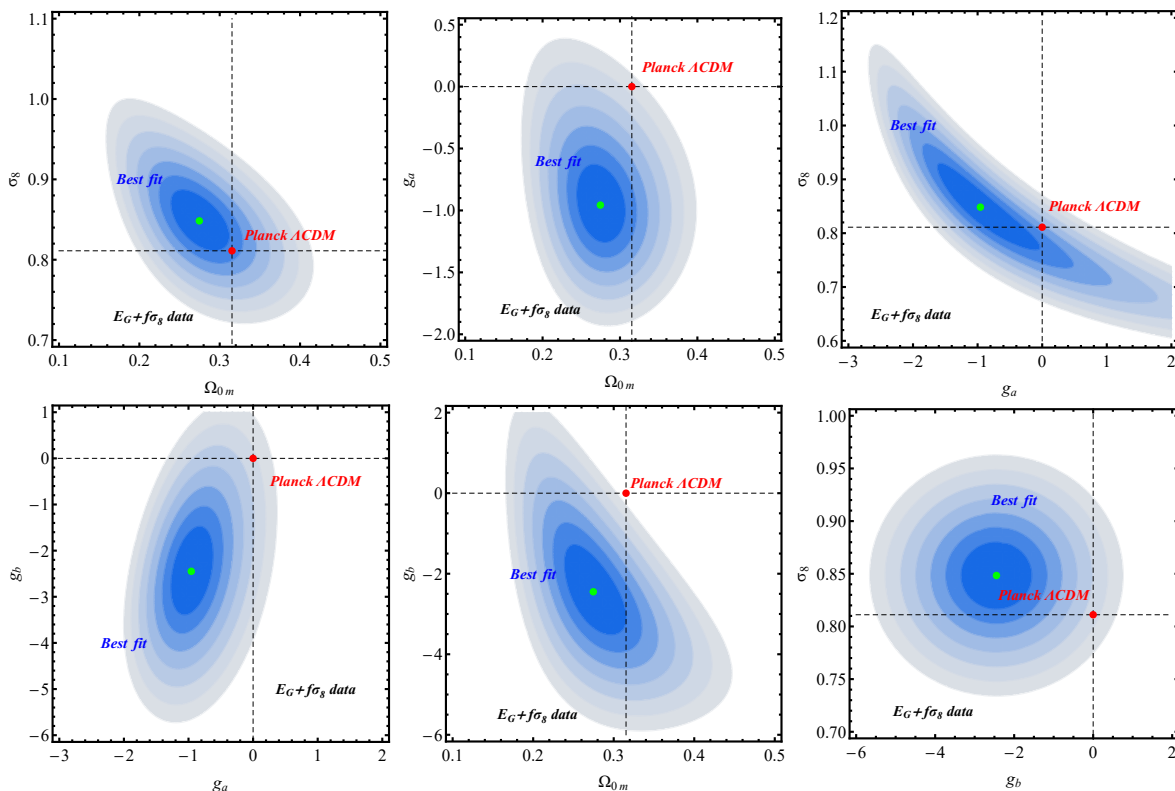 1.1
1.0
0.9
0.8
0.7
σ8
Best fit
Planck ΛCDM
EG+fσ8 data
0.1 0.2 0.3 0.4 0.5
Ω0 m
0.5
0.0
-0.5
-1.0
-1.5
-2.0
ga
Planck ΛCDM
Best fit
EG+fσ8 data
0.1 0.2 0.3 0.4 0.5
Ω0 m
1.2
1.1
1.0
0.9
0.8
0.7
0.6
σ8
Best fit
Planck ΛCDM
EG+fσ8 data
-3 -2 -1 0 1 2
ga
1
0
-1
-2
-3
-4
-5
gb
Planck ΛCDM
Best fit
EG+fσ8 data
-3 -2 -1 0 1 2
ga
2
0
-2
-4
-6
gb
Planck ΛCDM
Best fit
EG+fσ8 data
0.1 0.2 0.3 0.4 0.5
Ω0 m
1.00
0.95
0.90
0.85
0.80
0.75
0.70
σ8
Best fit
Planck ΛCDM
EG+fσ8 data
-6 -4 -2 0 2
gb